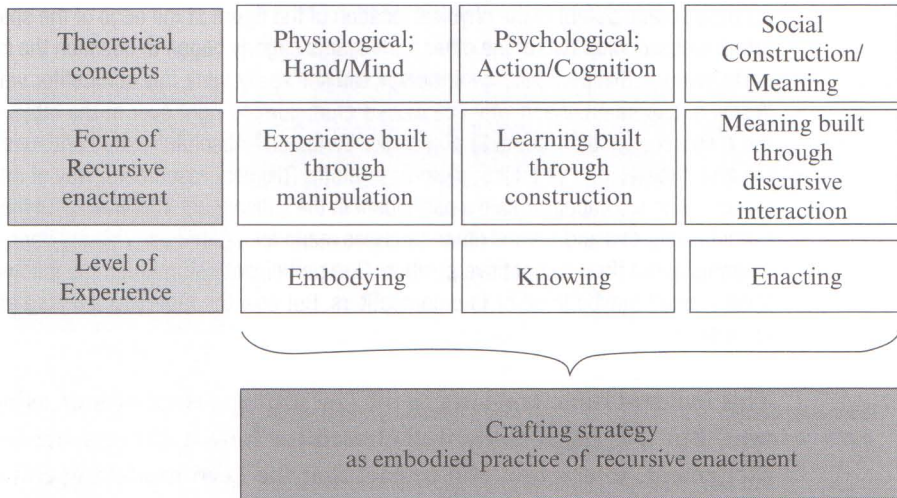 Theoretical
concepts
Physiological;
Hand/Mind
Psychological;
Action/Cognition
Social
Construction/
Meaning
Form of
Recursive
enactment
Experience built
through
manipulation
Learning built
through
construction
Meaning built
through
discursive
interaction
Level of
Experience
Embodying
Knowing
Enacting
Crafting strategy
as embodied practice of recursive enactment